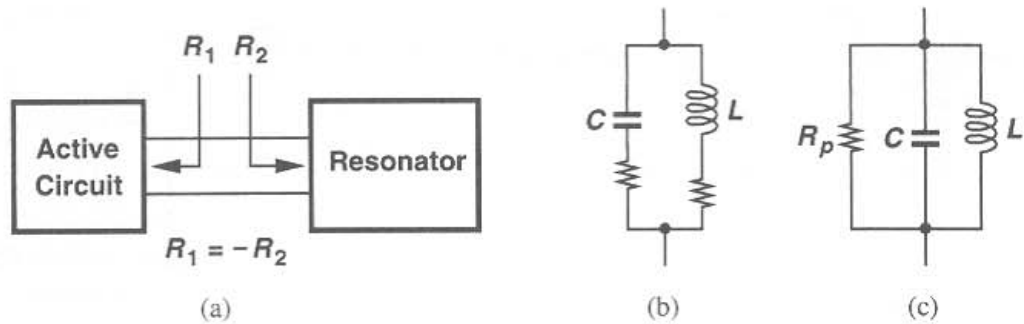 R1 R2
Active
Circuit
Resonator
R1 = − R2
(a)
C
L
(b)
Rp
C
L
(c)